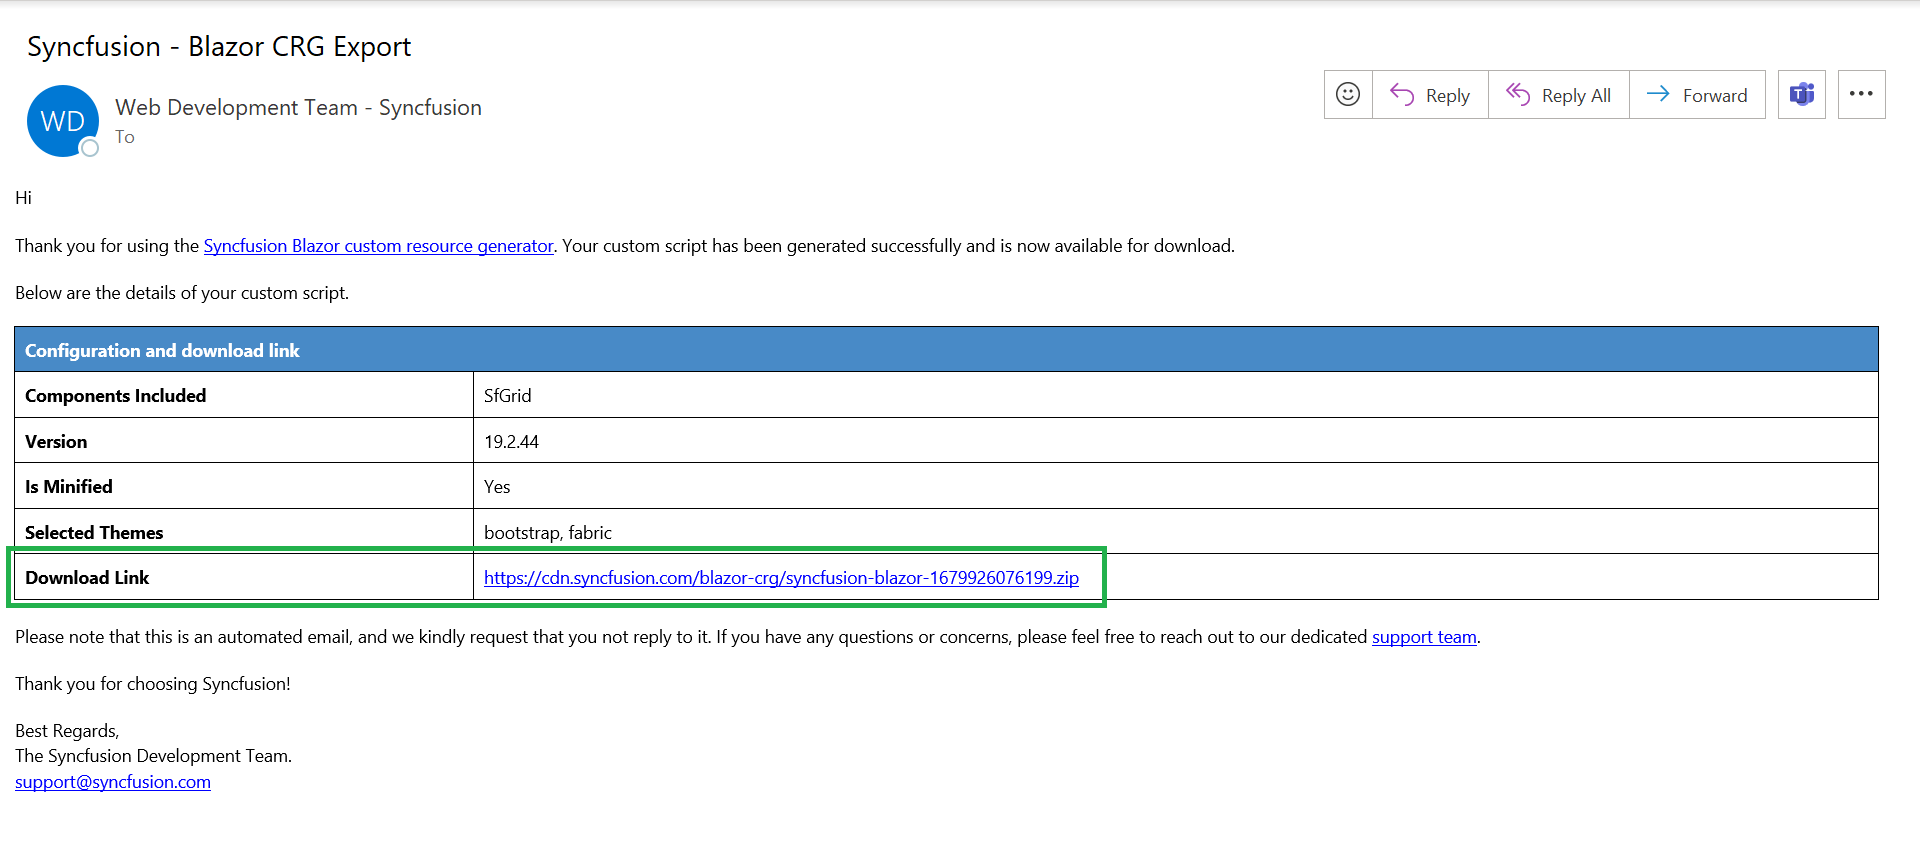 Syncfusion - Blazor CRG Export
WD
Web Development Team - Syncfusion
To
Reply
Reply All
Forward
Hi
Thank you for using the Syncfusion Blazor custom resource generator. Your custom script has been generated successfully and is now available for download.
Below are the details of your custom script.
Configuration and download link
Components Included SfGrid
Version 19.2.44
Is Minified Yes
Selected Themes bootstrap, fabric
Download Link https://cdn.syncfusion.com/blazor-crg/syncfusion-blazor-1679926076199.zip
Please note that this is an automated email, and we kindly request that you not reply to it. If you have any questions or concerns, please feel free to reach out to our dedicated support team.
Thank you for choosing Syncfusion!
Best Regards,
The Syncfusion Development Team.
support@syncfusion.com